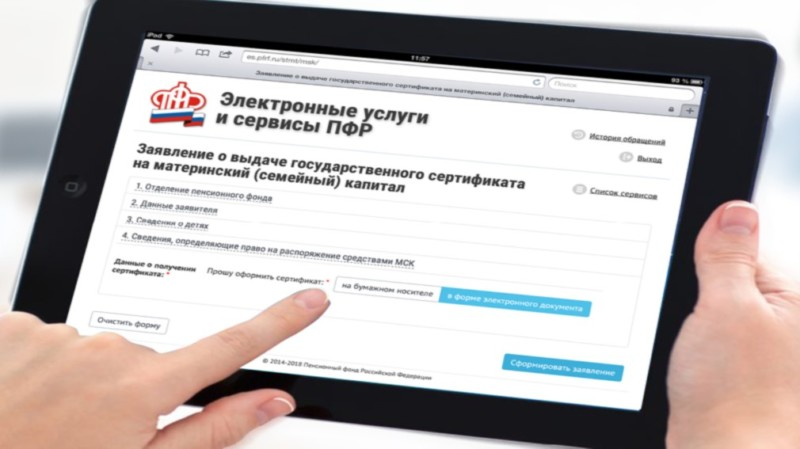 iPad
11:57
93 %
es.pfrf.ru/stmt/msk/
Поиск
Заявление о выдаче государственного сертификата на материнский (семейный) капитал
ПФР
Электронные услуги
и сервисы ПФР
История обращений
Выход
Заявление о выдаче государственного сертификата
на материнский (семейный) капитал
Список сервисов
1. Отделение пенсионного фонда
2. Данные заявителя
3. Сведения о детях
4. Сведения, определяющие право на распоряжение средствами МСК
Данные о получении
сертификата: *
Прошу оформить сертификат: *
на бумажном носителе
в форме электронного документа
Очистить форму
Сформировать заявление
© 2014-2018 Пенсионный фонд Российской Федерации